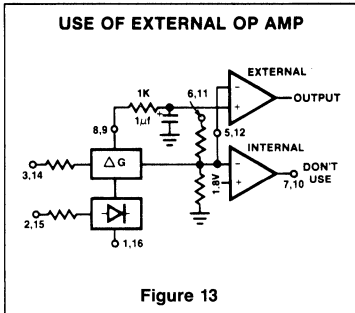 USE OF EXTERNAL OP AMP
EXTERNAL
6,11
1K
1µf
+
-
+
OUTPUT
8,9
5,12
△G
INTERNAL
3,14
-
+
1.8V
DON'T
USE
7,10
2,15
1,16
Figure 13